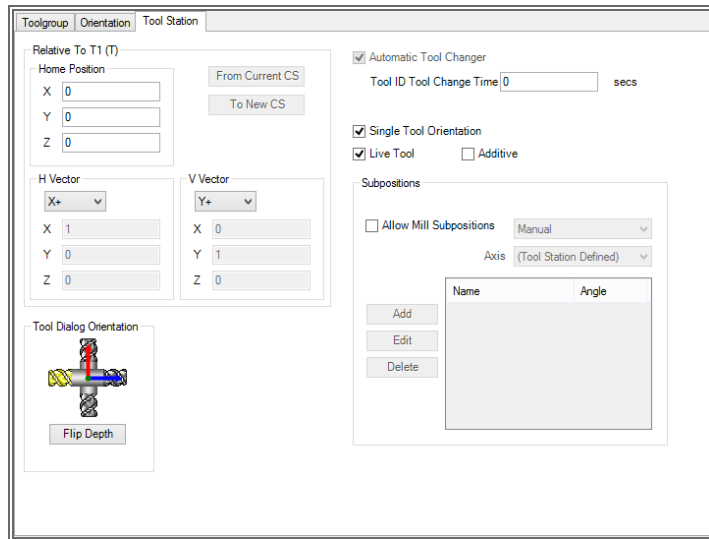 Toolgroup Orientation Tool Station
Relative To T1 (T)
Home Position
X 0
Y 0
Z 0
From Current CS
To New CS
H Vector
X+
X 1
Y 0
Z 0
V Vector
Y+
X 0
Y 1
Z 0
Tool Dialog Orientation
Flip Depth
Automatic Tool Changer
Tool ID Tool Change Time 0 secs
Single Tool Orientation
Live Tool Additive
Subpositions
Allow Mill Subpositions Manual
Axis (Tool Station Defined)
Name Angle
Add
Edit
Delete